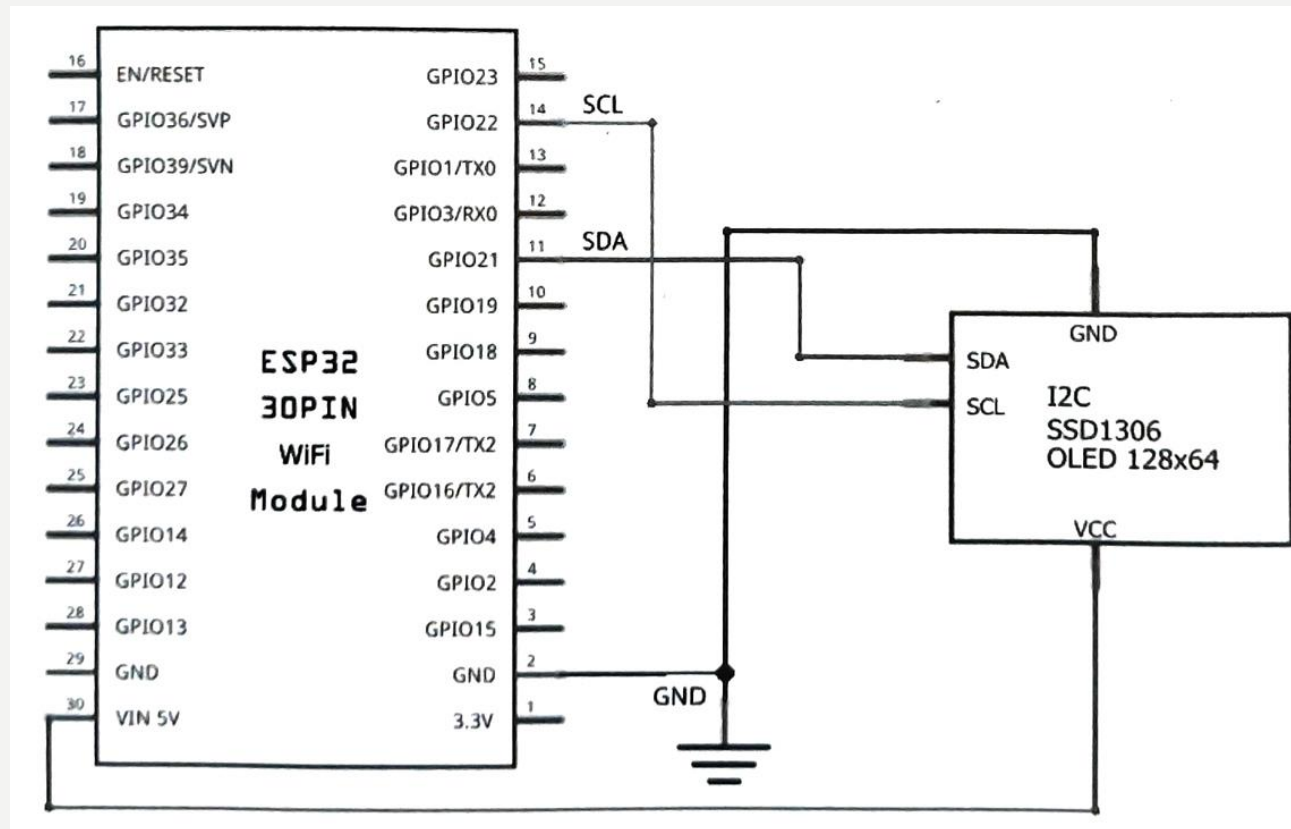 16 EN/RESET
17 GPIO36/SVP
18 GPIO39/SVN
19 GPIO34
20 GPIO35
21 GPIO32
22 GPIO33
23 GPIO25
24 GPIO26
25 GPIO27
26 GPIO14
27 GPIO12
28 GPIO13
29 GND
30 VIN 5V
ESP32
30PIN
WiFi
Module
GPIO23 15
GPIO22 14 SCL
GPIO1/TX0 13
GPIO3/RX0 12
GPIO21 11 SDA
GPIO19 10
GPIO18 9
GPIO5 8
GPIO17/TX2 7
GPIO16/TX2 6
GPIO4 5
GPIO2 4
GPIO15 3
GND 2
GND
3.3V 1
GND
SDA
SCL
I2C
SSD1306
OLED 128x64
VCC